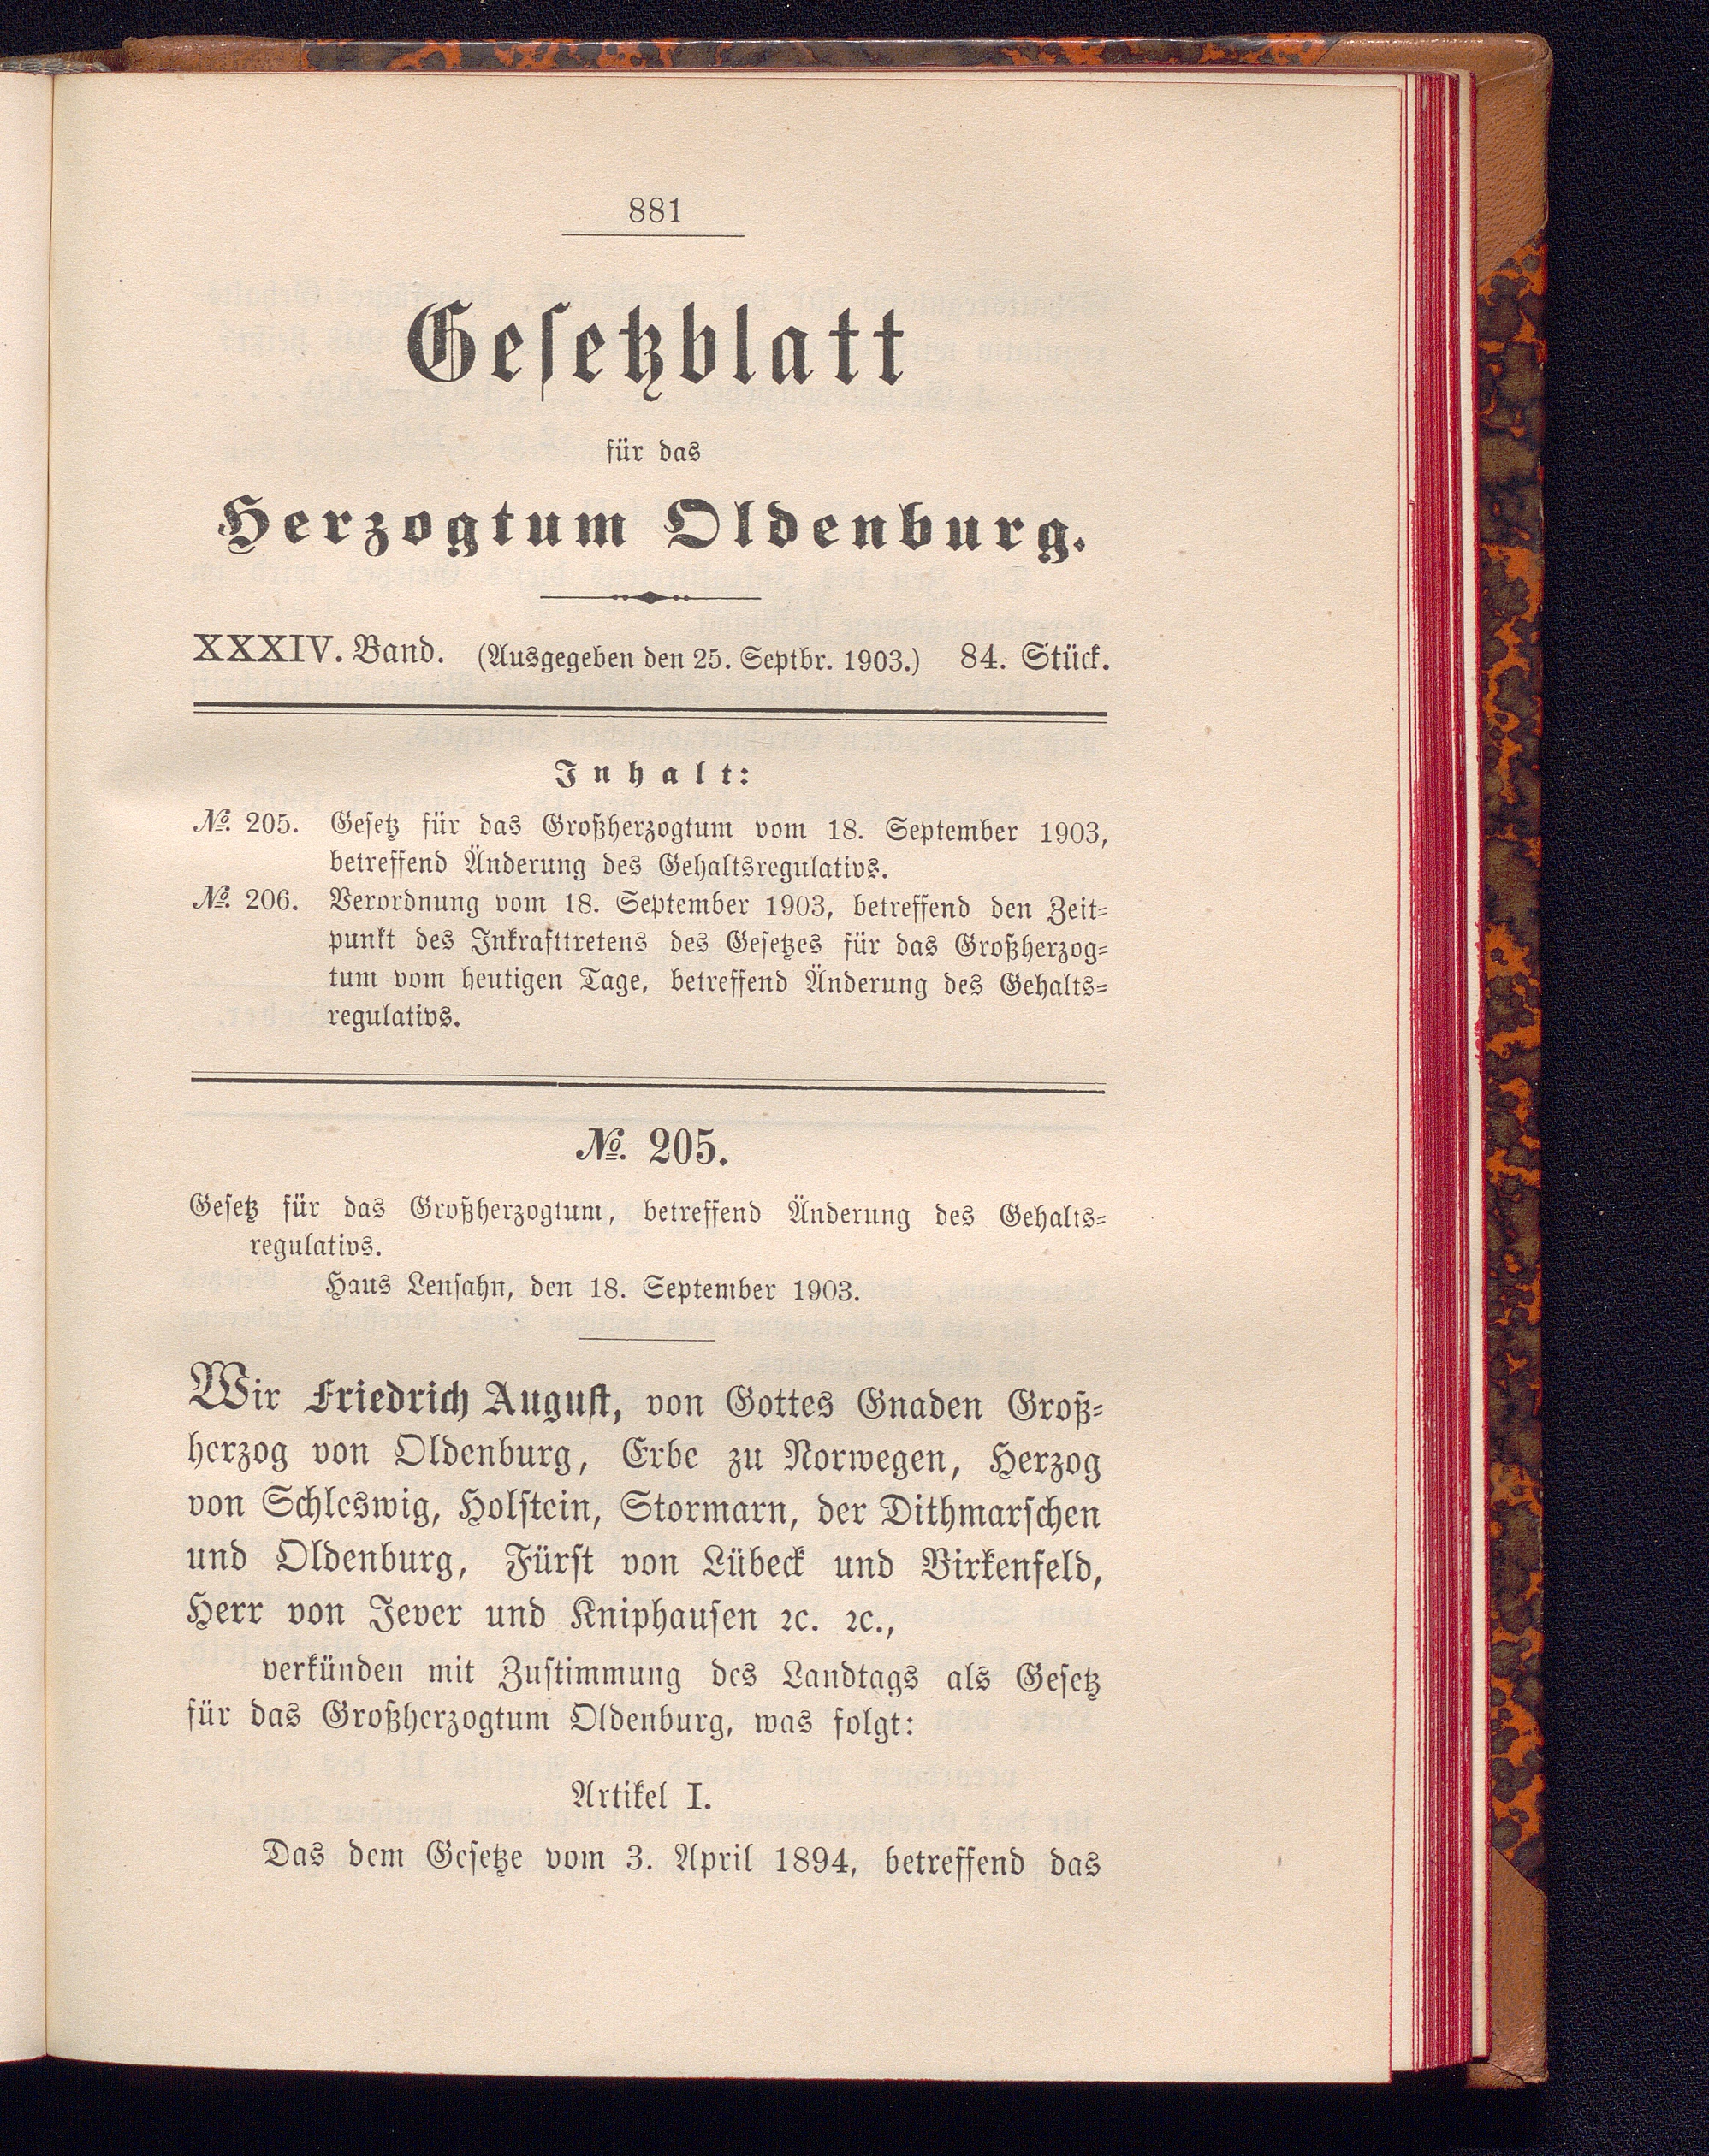 881
Gesetzblatt
für das
Herzogtum Oldenburg.
XXXIV. Band. (Ausgegeben den 25. Septbr. 1903.) 84. Stück.
Inhalt:
№. 205. Gesetz für das Großherzogtum vom 18. September 1903,
betreffend Änderung des Gehaltsregulativs.
№. 206. Verordnung vom 18. September 1903, betreffend den Zeit-
punkt des Inkrafttretens des Gesetzes für das Großherzog-
tum vom heutigen Tage, betreffend Änderung des Gehalts-
regulativs.
№. 205.
Gesetz für das Großherzogtum, betreffend Änderung des Gehalts-
regulativs.
Haus Lensahn, den 18. September 1903.
Wir Friedrich August, von Gottes Gnaden Groß-
herzog von Oldenburg, Erbe zu Norwegen, Herzog
von Schleswig, Holstein, Stormarn, der Dithmarschen
und Oldenburg, Fürst von Lübeck und Birkenfeld,
Herr von Jever und Kniphausen ꝛc. ꝛc.,
verkünden mit Zustimmung des Landtags als Gesetz
für das Großherzogtum Oldenburg, was folgt:
Artikel I.
Das dem Gesetze vom 3. April 1894, betreffend das